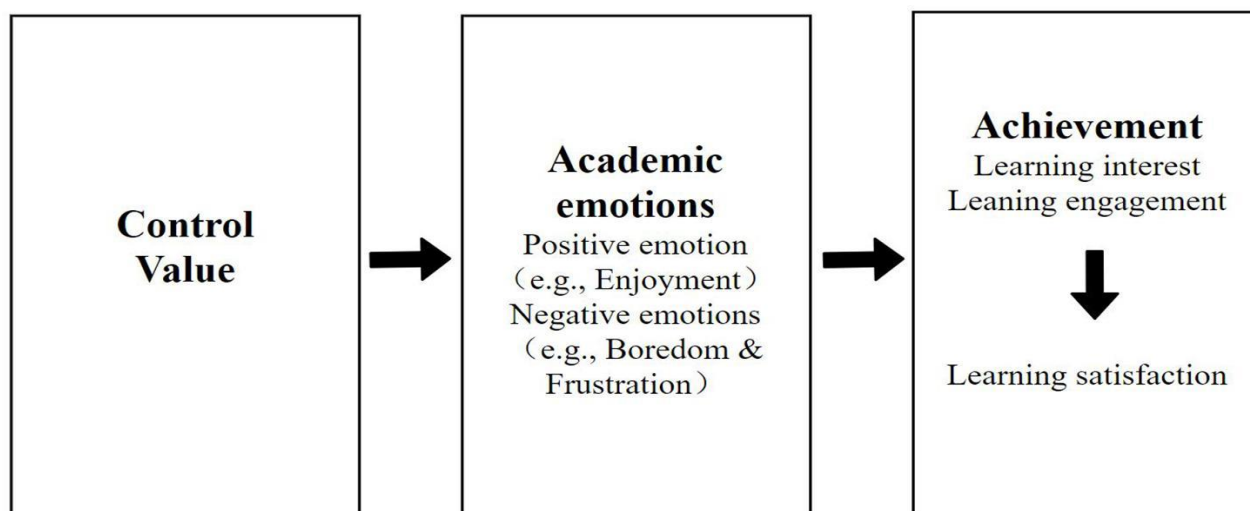 Control
Value
Academic
emotions
Positive emotion
（e.g., Enjoyment）
Negative emotions
（e.g., Boredom &
Frustration）
Achievement
Learning interest
Leaning engagement
Learning satisfaction